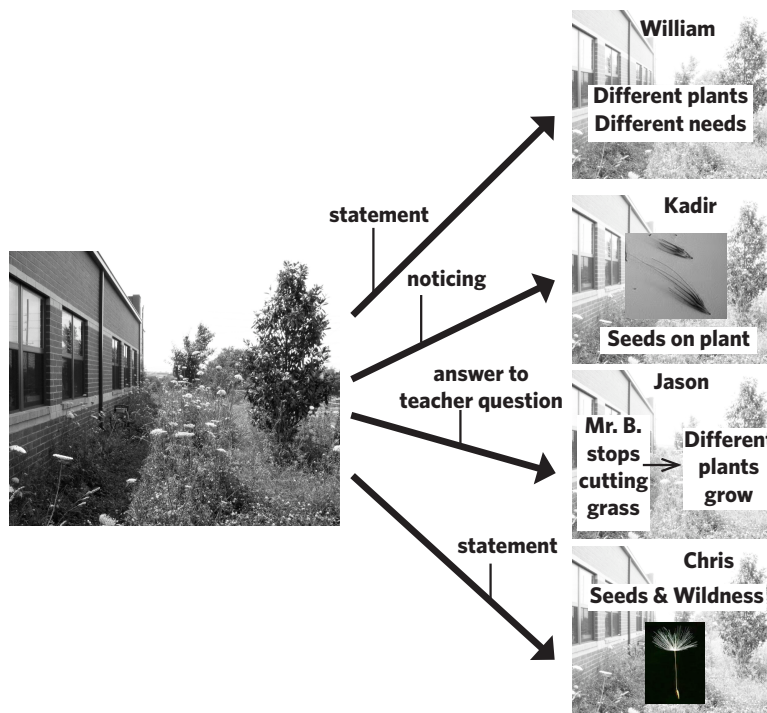 William
Different plants
Different needs
statement
Kadir
noticing
Seeds on plant
answer to
teacher question
Jason
Mr. B.
stops
cutting
grass
Different
plants
grow
statement
Chris
Seeds & Wildness!